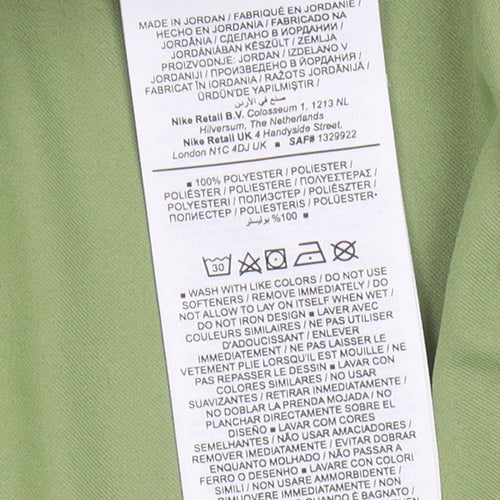 MADE IN JORDAN / FABRIQUÉ EN JORDANIE /
HECHO EN JORDANIA / FABRICADO NA
JORDÂNIA / СДЕЛАНО В ИОРДАНИИ /
JORDÁNIÁBAN KÉSZÜLT / ZEMLJA
PROIZVODNJE: JORDAN / IZDELANO V
JORDANIJI / ПРОИЗВЕДЕНО В ЙОРДАНИЯ /
FABRICAT ÎN IORDANIA / RAŽOTS JORDĀNIJĀ /
ÜRDÜN'DE YAPILMIŞTIR /
صنع في الأردن
Nike Retail B.V. Colosseum 1, 1213 NL
Hilversum, The Netherlands
Nike Retail UK 4 Handyside Street,
London N1C 4DJ UK ■ SAF# 1329922
■ 100% POLYESTER / POLYESTER /
POLIÉSTER / POLIESTERE / ΠΟΛΥΕΣΤΕΡΑΣ /
POLYESTERI / ПОЛИЭСТЕР / POLIÉSZTER /
ПОЛИЕСТЕР / POLIESTERIS / POLÜESTER
■ 100% بوليستر
30
■ WASH WITH LIKE COLORS / DO NOT USE
SOFTENERS / REMOVE IMMEDIATELY / DO
NOT ALLOW TO LAY ON ITSELF WHEN WET /
DO NOT IRON DESIGN ■ LAVER AVEC
COULEURS SIMILAIRES / NE PAS UTILISER
D'ADOUCISSANT / ENLEVER
IMMÉDIATEMENT / NE PAS LAISSER LE
VETEMENT PLIE LORSQU'IL EST MOUILLE / NE
PAS REPASSER LE DESSIN ■ LAVAR CON
COLORES SIMILARES / NO USAR
SUAVIZANTES / RETIRAR INMEDIATAMENTE /
NO DOBLAR LA PRENDA MOJADA / NO
PLANCHAR DIRECTAMENTE SOBRE EL
DISEÑO ■ LAVAR COM CORES
SEMELHANTES / NÃO USAR AMACIADORES /
REMOVER IMEDIATAMENTE / EVITAR DOBRAR
ENQUANTO MOLHADO / NÃO PASSAR A
FERRO O DESENHO ■ LAVARE CON COLORI
SIMILI / NON USARE AMMORBIDENTE /